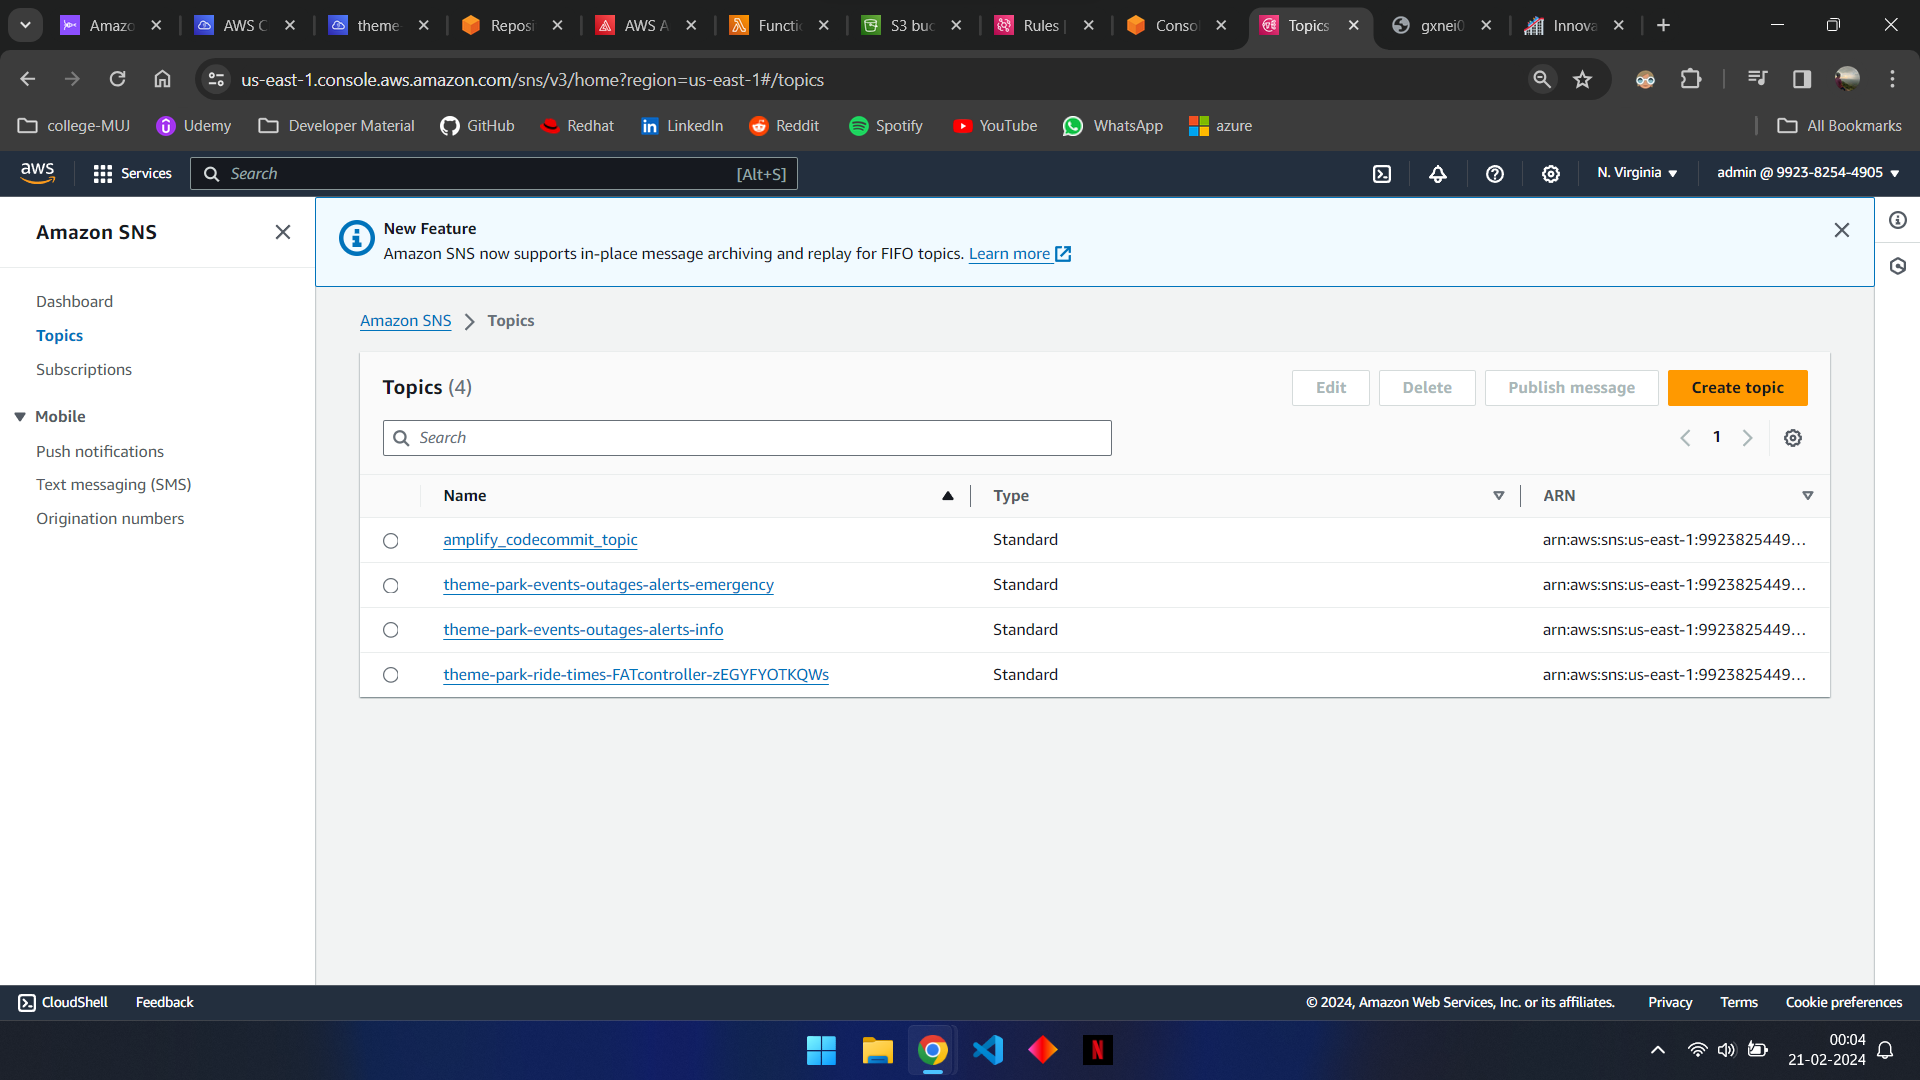 Amazo
AWS C
theme-
Reposi
AWS A
Functio
S3 buc
Rules |
Consol
Topics
gxnei0
Innova
us-east-1.console.aws.amazon.com/sns/v3/home?region=us-east-1#/topics
college-MUJ
Udemy
Developer Material
GitHub
Redhat
LinkedIn
Reddit
Spotify
YouTube
WhatsApp
azure
All Bookmarks
aws
Services
Search
[Alt+S]
N. Virginia
admin @ 9923-8254-4905
Amazon SNS
New Feature
Amazon SNS now supports in-place message archiving and replay for FIFO topics. Learn more
Dashboard
Topics
Subscriptions
Mobile
Push notifications
Text messaging (SMS)
Origination numbers
Amazon SNS
Topics
Topics (4)
Edit
Delete
Publish message
Create topic
Search
1
Name
Type
ARN
amplify_codecommit_topic
Standard
arn:aws:sns:us-east-1:9923825449…
theme-park-events-outages-alerts-emergency
Standard
arn:aws:sns:us-east-1:9923825449…
theme-park-events-outages-alerts-info
Standard
arn:aws:sns:us-east-1:9923825449…
theme-park-ride-times-FATcontroller-zEGYFYOTKQWs
Standard
arn:aws:sns:us-east-1:9923825449…
CloudShell
Feedback
© 2024, Amazon Web Services, Inc. or its affiliates.
Privacy
Terms
Cookie preferences
00:04
21-02-2024